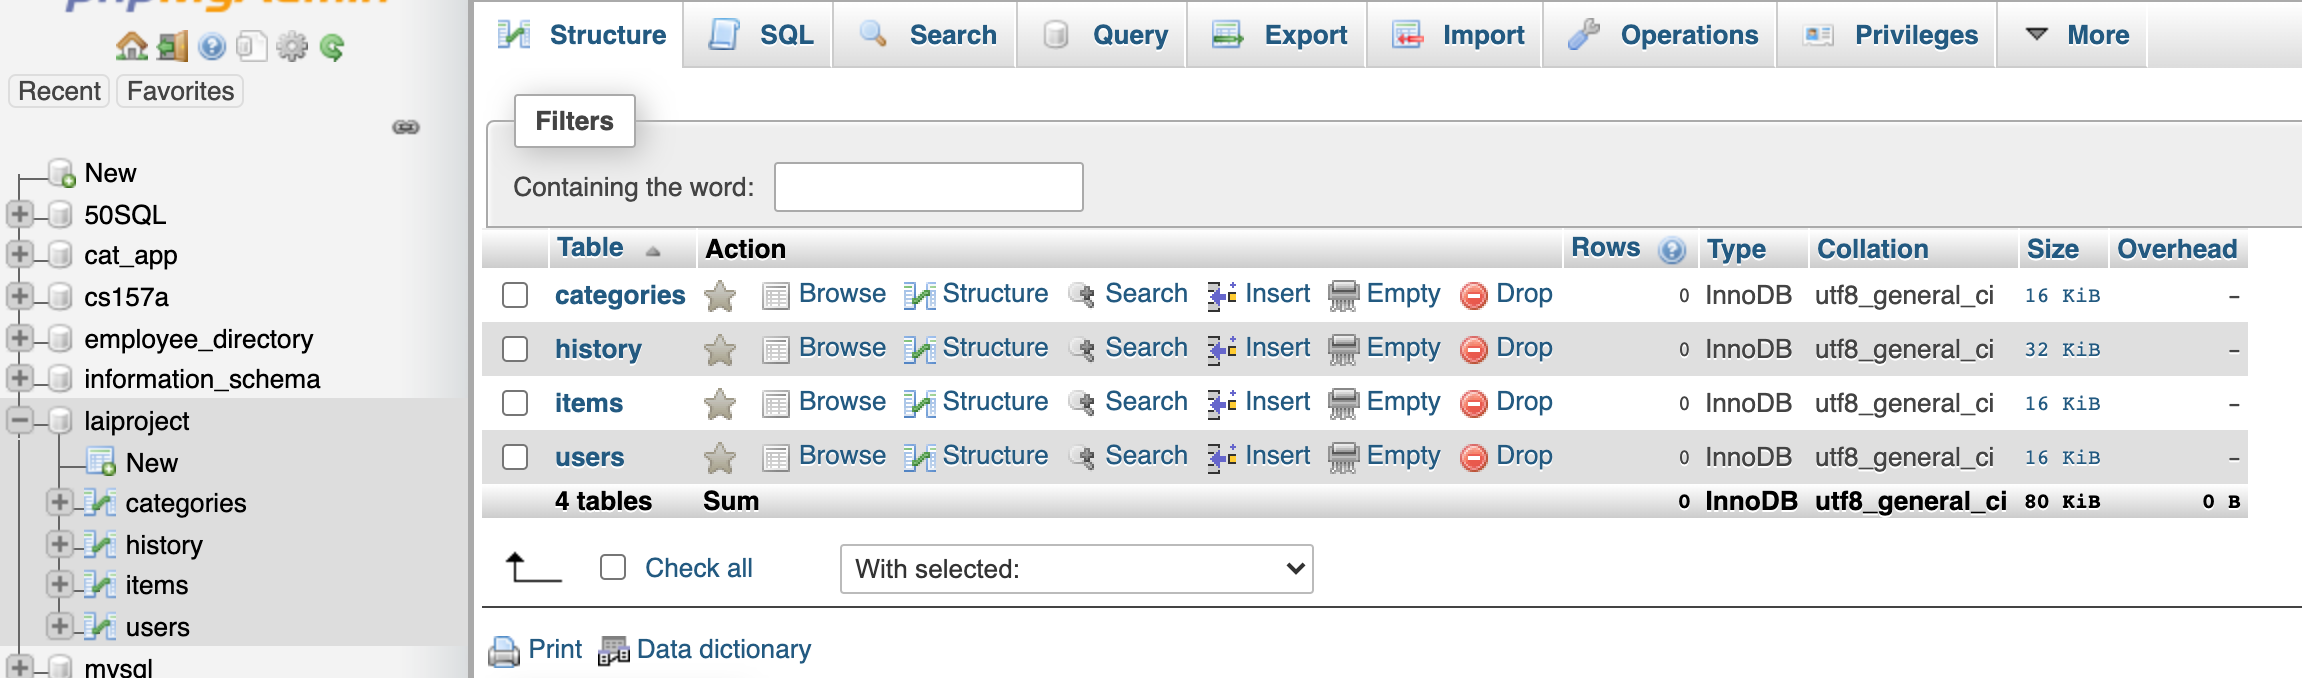 phpMyAdmin
Recent Favorites
New
50SQL
cat_app
cs157a
employee_directory
information_schema
laiproject
New
categories
history
items
users
mysql
Structure SQL Search Query Export Import Operations Privileges More
Filters
Containing the word:
Table Action Rows Type Collation Size Overhead
categories Browse Structure Search Insert Empty Drop 0 InnoDB utf8_general_ci 16 KiB –
history Browse Structure Search Insert Empty Drop 0 InnoDB utf8_general_ci 32 KiB –
items Browse Structure Search Insert Empty Drop 0 InnoDB utf8_general_ci 16 KiB –
users Browse Structure Search Insert Empty Drop 0 InnoDB utf8_general_ci 16 KiB –
4 tables Sum 0 InnoDB utf8_general_ci 80 KiB 0 B
Check all With selected:
Print Data dictionary